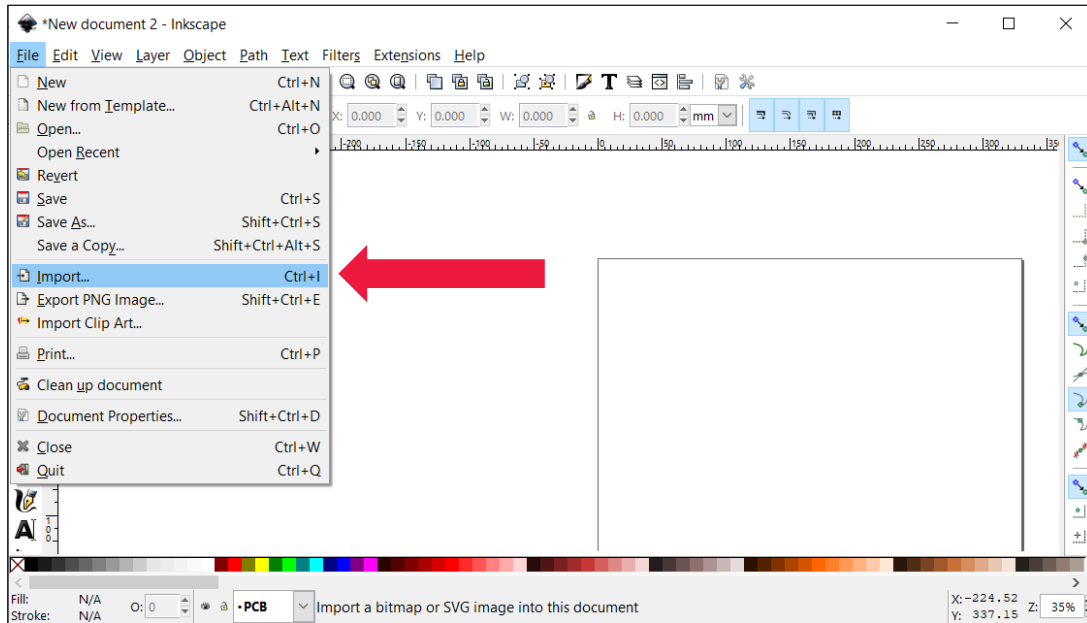 *New document 2 - Inkscape
File Edit View Layer Object Path Text Filters Extensions Help
New Ctrl+N
New from Template... Ctrl+Alt+N
Open... Ctrl+O
Open Recent
Revert
Save Ctrl+S
Save As... Shift+Ctrl+S
Save a Copy... Shift+Ctrl+Alt+S
Import... Ctrl+I
Export PNG Image... Shift+Ctrl+E
Import Clip Art...
Print... Ctrl+P
Clean up document
Document Properties... Shift+Ctrl+D
Close Ctrl+W
Quit Ctrl+Q
X: 0.000 Y: 0.000 W: 0.000 H: 0.000 mm
-200 -150 -100 -50 0 50 100 150 200 250 300 35
100
Fill: N/A
Stroke: N/A
O: 0
•PCB
Import a bitmap or SVG image into this document
X: -224.52
Y: 337.15
Z: 35%